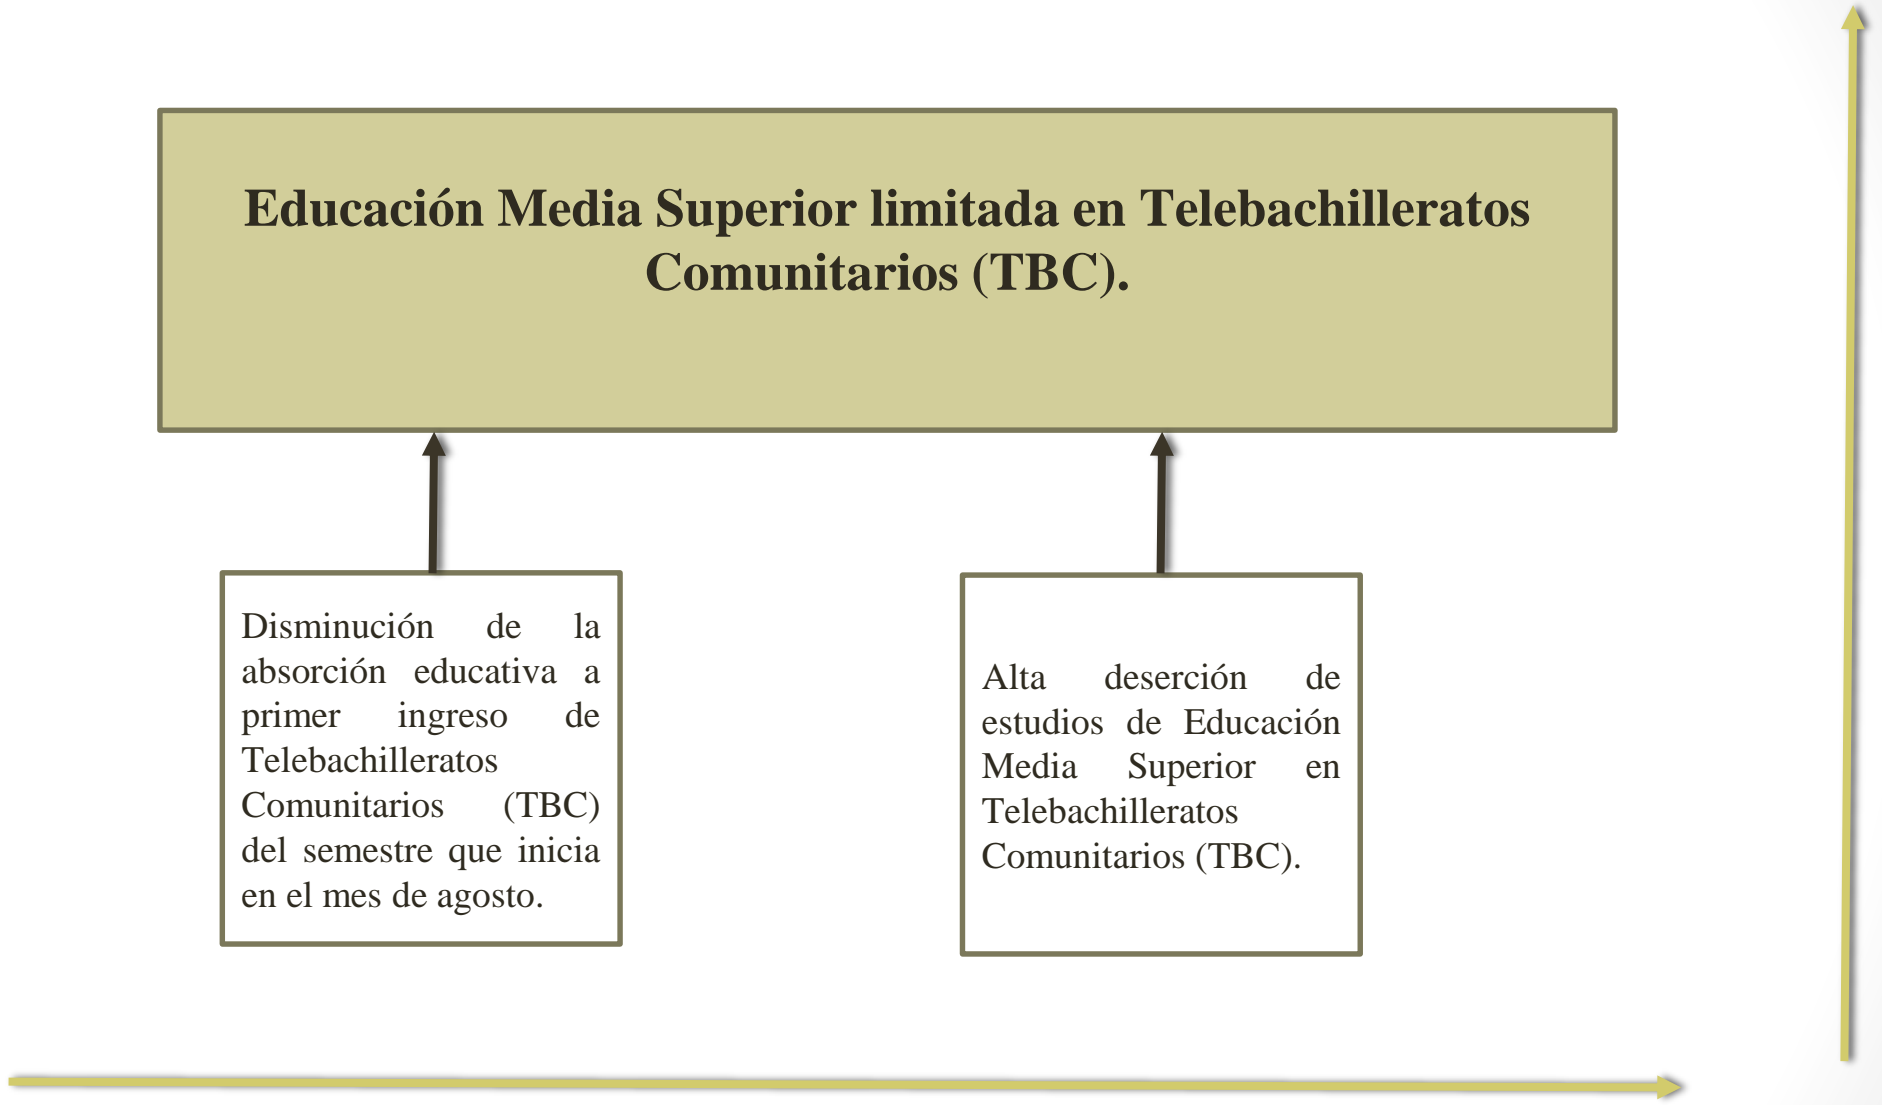 Educación Media Superior limitada en Telebachilleratos
Comunitarios (TBC).
Disminución de la
absorción educativa a
primer ingreso de
Telebachilleratos
Comunitarios (TBC)
del semestre que inicia
en el mes de agosto.
Alta deserción de
estudios de Educación
Media Superior en
Telebachilleratos
Comunitarios (TBC).